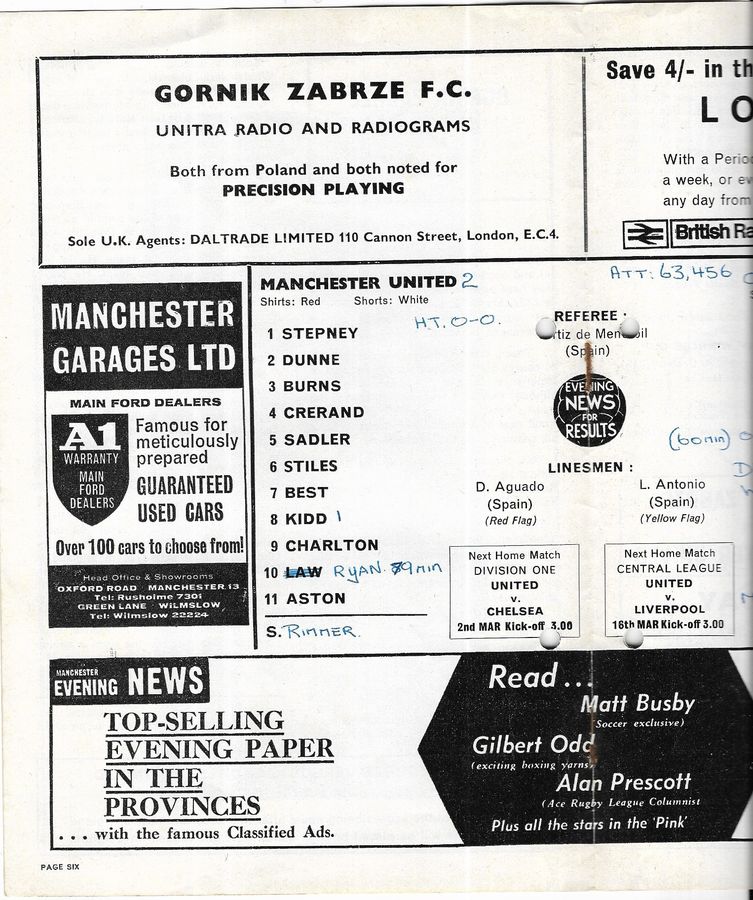 GORNIK ZABRZE F.C.
UNITRA RADIO AND RADIOGRAMS
Both from Poland and both noted for
PRECISION PLAYING
Sole U.K. Agents: DALTRADE LIMITED 110 Cannon Street, London, E.C.4.
Save 4/- in th
LO
With a Perio
a week, or ev
any day from
British Ra
MANCHESTER
GARAGES LTD
MAIN FORD DEALERS
A1
WARRANTY
MAIN
FORD
DEALERS
Famous for
meticulously
prepared
GUARANTEED
USED CARS
Over 100 cars to choose from!
Head Office & Showrooms
OXFORD ROAD MANCHESTER 13
Tel: Rusholme 7301
GREEN LANE WILMSLOW
Tel: Wilmslow 22224
MANCHESTER UNITED 2
Shirts: Red Shorts: White
H.T. 0-0.
1 STEPNEY
2 DUNNE
3 BURNS
4 CRERAND
5 SADLER
6 STILES
7 BEST
8 KIDD 1
9 CHARLTON
10 LAW RYAN. 89 min
11 ASTON
S. RIMMER.
ATT: 63,456
REFEREE :
rtiz de Men il
(Spain)
EVENING
NEWS
FOR
RESULTS
(60 min)
LINESMEN :
D. Aguado
(Spain)
(Red Flag)
L. Antonio
(Spain)
(Yellow Flag)
Next Home Match
DIVISION ONE
UNITED
v.
CHELSEA
2nd MAR Kick-off 3.00
Next Home Match
CENTRAL LEAGUE
UNITED
v.
LIVERPOOL
16th MAR Kick-off 3.00
MANCHESTER
EVENING NEWS
TOP-SELLING
EVENING PAPER
IN THE
PROVINCES
... with the famous Classified Ads.
Read ...
Matt Busby
(Soccer exclusive)
Gilbert Odd
(exciting boxing yarns)
Alan Prescott
(Ace Rugby League Columnist
Plus all the stars in the 'Pink'
PAGE SIX